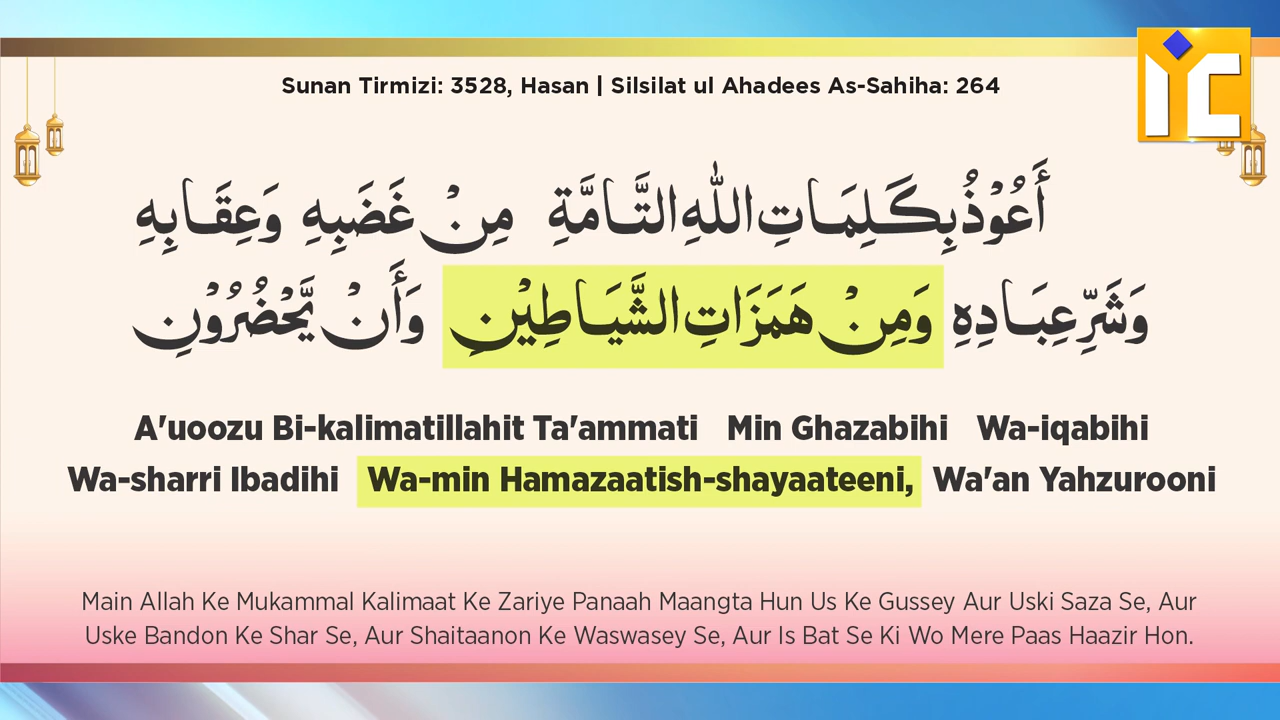 Sunan Tirmizi: 3528, Hasan | Silsilat ul Ahadees As-Sahiha: 264
YC
أَعُوْذُ بِكَلِمَاتِ اللّٰهِ التَّامَّةِ مِنْ غَضَبِهِ وَعِقَابِهِ
وَشَرِّ عِبَادِهِ وَمِنْ هَمَزَاتِ الشَّيَاطِيْنِ وَأَنْ يَّحْضُرُوْنِ
A'uoozu Bi-kalimatillahit Ta'ammati Min Ghazabihi Wa-iqabihi
Wa-sharri Ibadihi Wa-min Hamazaatish-shayaateeni, Wa'an Yahzurooni
Main Allah Ke Mukammal Kalimaat Ke Zariye Panaah Maangta Hun Us Ke Gussey Aur Uski Saza Se, Aur
Uske Bandon Ke Shar Se, Aur Shaitaanon Ke Waswasey Se, Aur Is Bat Se Ki Wo Mere Paas Haazir Hon.